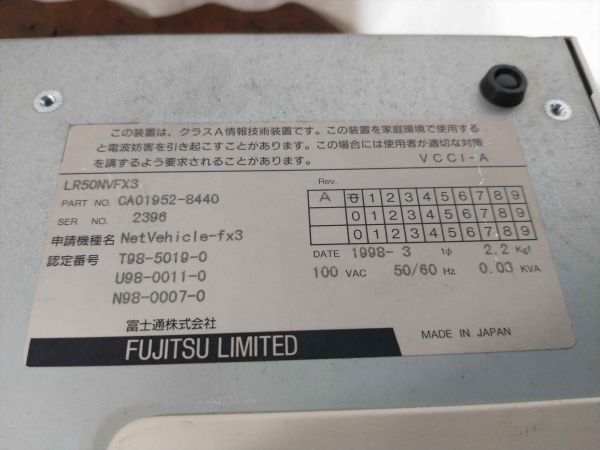 この装置は、クラスA情報技術装置です。この装置を家庭環境で使用する
と電波妨害を引き起こすことがあります。この場合には使用者が適切な対策
を講ずるよう要求されることがあります。
VCCI-A
LR50NVFX3
PART NO. CA01952-8440
SER NO. 2396
申請機種名 NetVehicle-fx3
認定番号 T98-5019-0
U98-0011-0
N98-0007-0
Rev.
A 0 1 2 3 4 5 6 7 8 9
0 1 2 3 4 5 6 7 8 9
0 1 2 3 4 5 6 7 8 9
DATE 1998-3 1φ 2.2 Kgf
100 VAC 50/60 Hz 0.03 KVA
富士通株式会社
FUJITSU LIMITED
MADE IN JAPAN